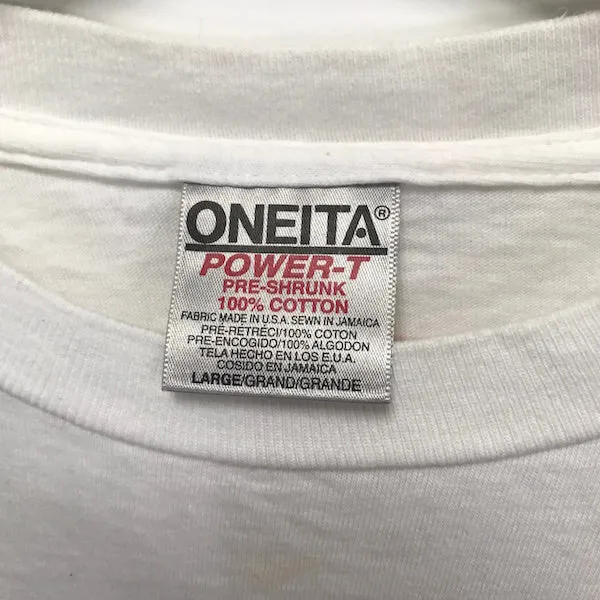 ONEITA®
POWER-T
PRE-SHRUNK
100% COTTON
FABRIC MADE IN U.S.A. SEWN IN JAMAICA
PRÉ-RETRÉCI/100% COTON
PRE-ENCOGIDO/100% ALGODON
TELA HECHO EN LOS E.U.A.
COSIDO EN JAMAICA
LARGE/GRAND/GRANDE